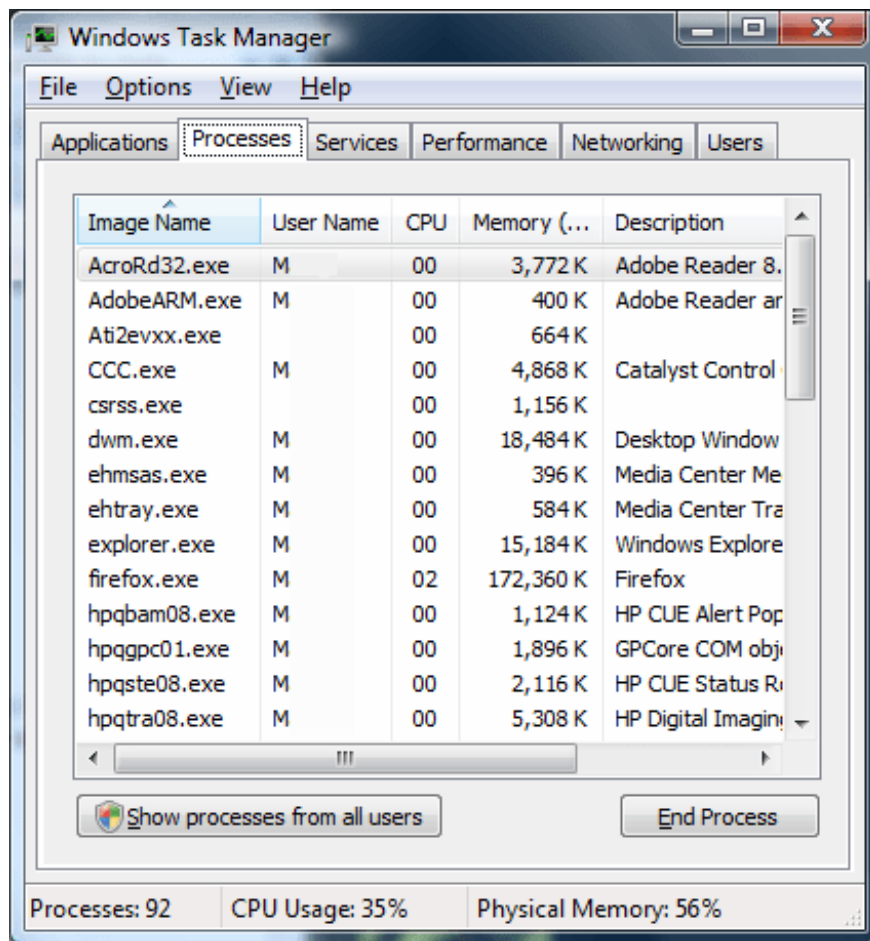 Windows Task Manager
File Options View Help
Applications Processes Services Performance Networking Users
Image Name User Name CPU Memory (... Description
AcroRd32.exe M 00 3,772 K Adobe Reader 8.
AdobeARM.exe M 00 400 K Adobe Reader ar
Ati2evxx.exe 00 664 K
CCC.exe M 00 4,868 K Catalyst Control
csrss.exe 00 1,156 K
dwm.exe M 00 18,484 K Desktop Window
ehmsas.exe M 00 396 K Media Center Me
ehtray.exe M 00 584 K Media Center Tra
explorer.exe M 00 15,184 K Windows Explore
firefox.exe M 02 172,360 K Firefox
hpqbam08.exe M 00 1,124 K HP CUE Alert Pop
hpqgpc01.exe M 00 1,896 K GPCore COM obj
hpqste08.exe M 00 2,116 K HP CUE Status R
hpqtra08.exe M 00 5,308 K HP Digital Imaging
Show processes from all users End Process
Processes: 92 CPU Usage: 35% Physical Memory: 56%